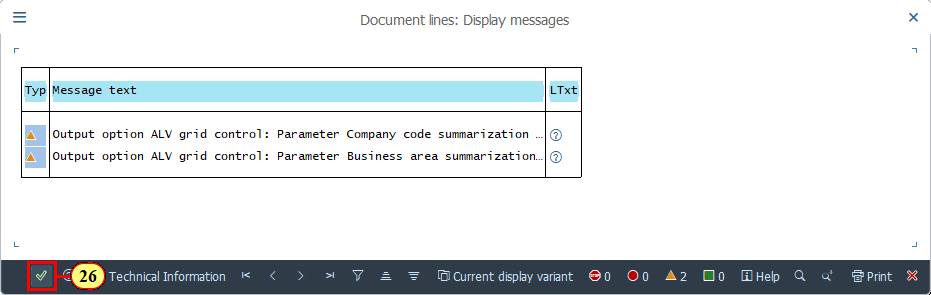 Document lines: Display messages
Typ Message text LTxt
Output option ALV grid control: Parameter Company code summarization ...
Output option ALV grid control: Parameter Business area summarization...
26 Technical Information Current display variant STOP 0 0 2 0 Help Print